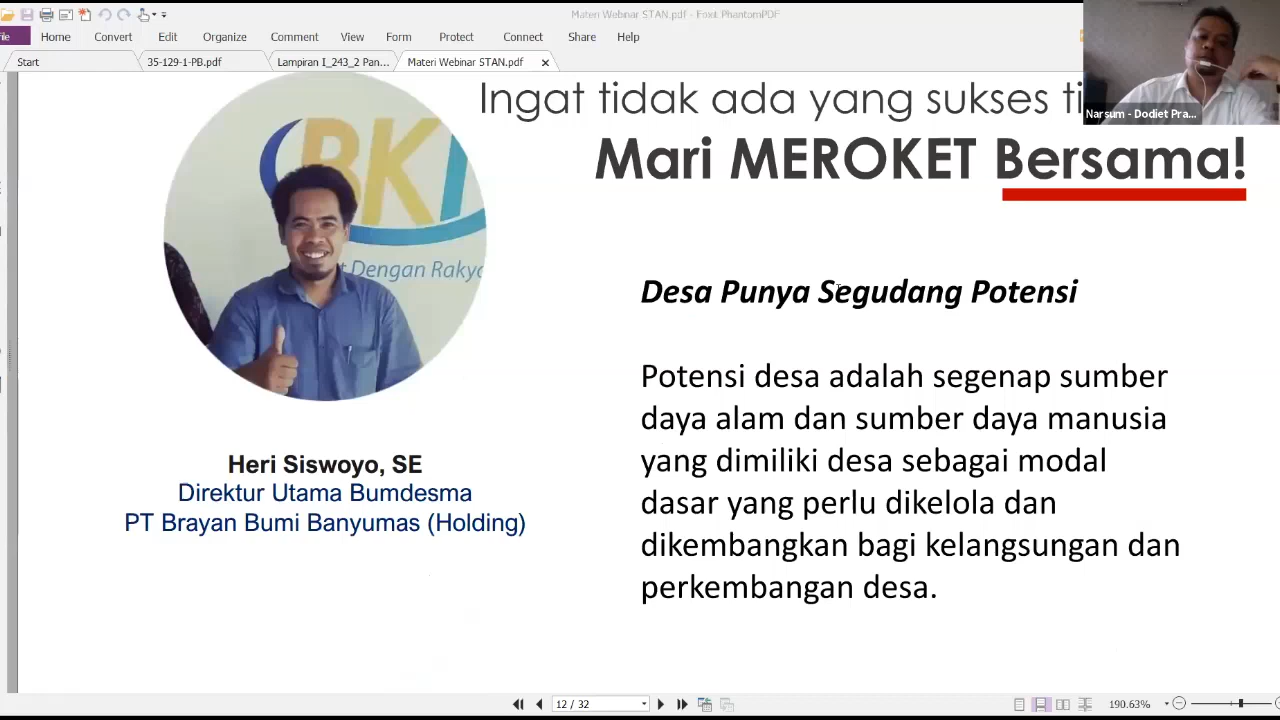 Materi Webinar STAN.pdf - Foxit PhantomPDF
Home Convert Edit Organize Comment View Form Protect Connect Share Help
Start 35-129-1-PB.pdf Lampiran I_243_2 Pan... Materi Webinar STAN.pdf
Narsum - Dodiet Pra...
Ingat tidak ada yang sukses
Mari MEROKET Bersama!
BK
Dengan Rakya
Desa Punya Segudang Potensi
Potensi desa adalah segenap sumber
daya alam dan sumber daya manusia
yang dimiliki desa sebagai modal
dasar yang perlu dikelola dan
dikembangkan bagi kelangsungan dan
perkembangan desa.
Heri Siswoyo, SE
Direktur Utama Bumdesma
PT Brayan Bumi Banyumas (Holding)
12 / 32
190.63%